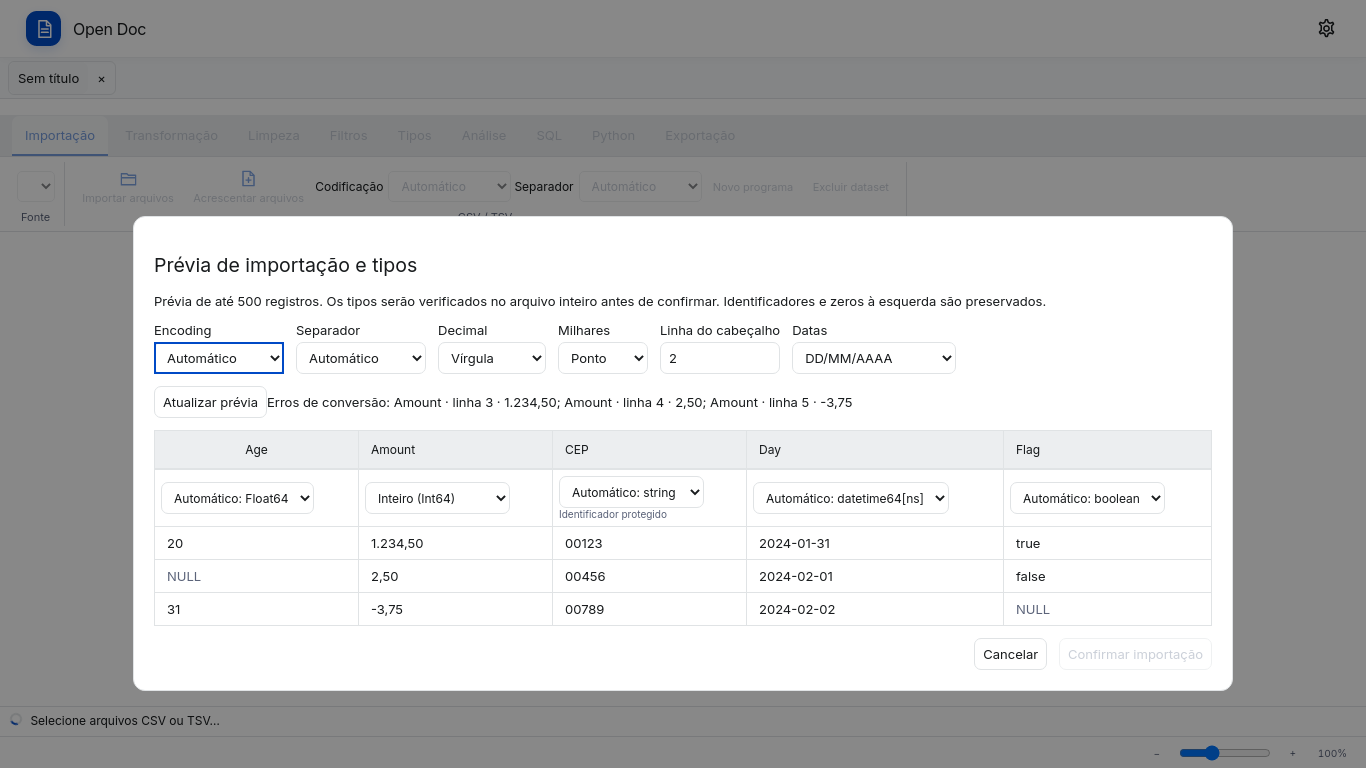 Open Doc
Sem título ×
Importação Transformação Limpeza Filtros Tipos Análise SQL Python Exportação
Importar arquivos Acrescentar arquivos Codificação Automático Separador Automático Novo programa Excluir dataset
Fonte CSV / TSV
Prévia de importação e tipos
Prévia de até 500 registros. Os tipos serão verificados no arquivo inteiro antes de confirmar. Identificadores e zeros à esquerda são preservados.
Encoding Separador Decimal Milhares Linha do cabeçalho Datas
Automático Automático Vírgula Ponto 2 DD/MM/AAAA
Atualizar prévia Erros de conversão: Amount · linha 3 · 1.234,50; Amount · linha 4 · 2,50; Amount · linha 5 · -3,75
Age Amount CEP Day Flag
Automático: Float64 Inteiro (Int64) Automático: string Automático: datetime64[ns] Automático: boolean
Identificador protegido
20 1.234,50 00123 2024-01-31 true
NULL 2,50 00456 2024-02-01 false
31 -3,75 00789 2024-02-02 NULL
Cancelar Confirmar importação
Selecione arquivos CSV ou TSV...
− + 100%